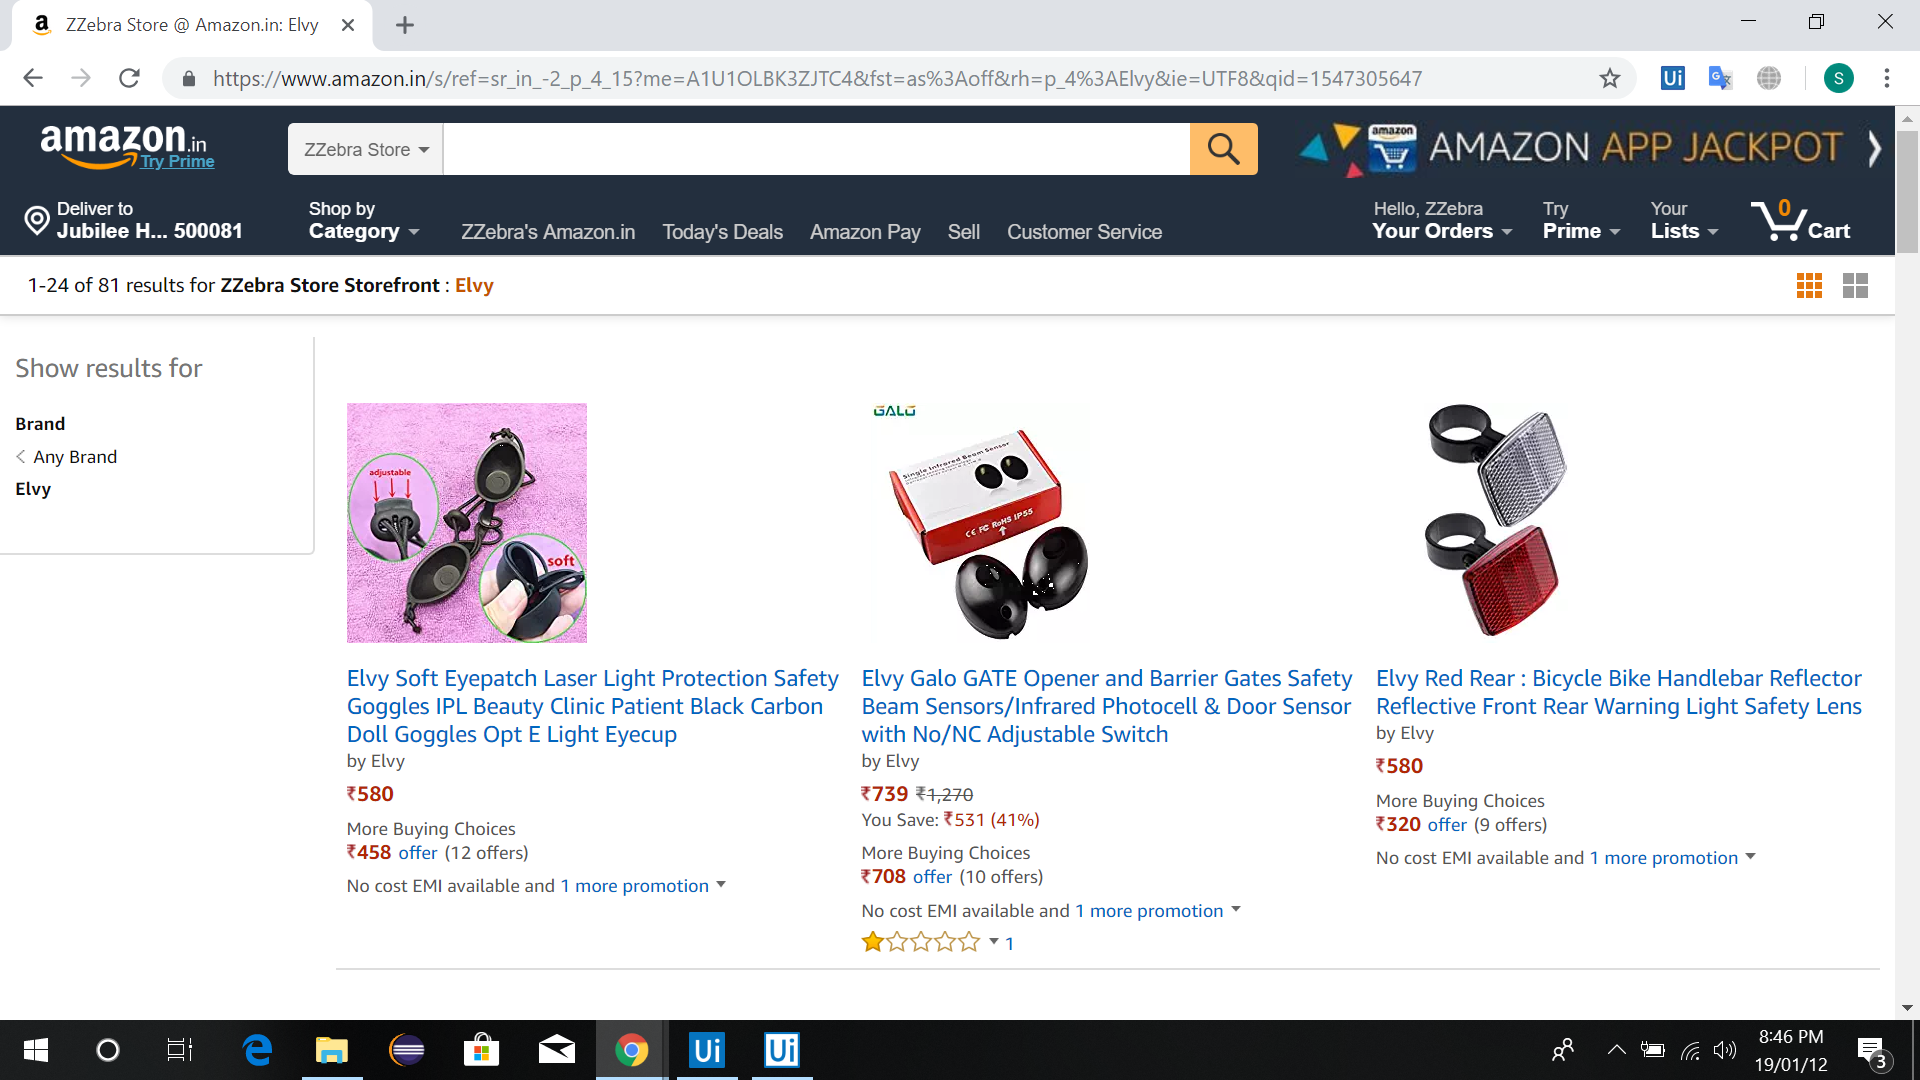 ZZebra Store @ Amazon.in: Elvy
https://www.amazon.in/s/ref=sr_in_-2_p_4_15?me=A1U1OLBK3ZJTC4&fst=as%3Aoff&rh=p_4%3AElvy&ie=UTF8&qid=1547305647
S
amazon.in
Try Prime
ZZebra Store
amazon
AMAZON APP JACKPOT
Deliver to
Jubilee H... 500081
Shop by
Category
ZZebra's Amazon.in
Today's Deals
Amazon Pay
Sell
Customer Service
Hello, ZZebra
Your Orders
Try
Prime
Your
Lists
0
Cart
1-24 of 81 results for ZZebra Store Storefront : Elvy
Show results for
Brand
Any Brand
Elvy
adjustable
soft
GALO
Single Infrared Beam Sensor
CE FC RoHS IP55
Elvy Soft Eyepatch Laser Light Protection Safety
Goggles IPL Beauty Clinic Patient Black Carbon
Doll Goggles Opt E Light Eyecup
by Elvy
₹580
More Buying Choices
₹458 offer (12 offers)
No cost EMI available and 1 more promotion
Elvy Galo GATE Opener and Barrier Gates Safety
Beam Sensors/Infrared Photocell & Door Sensor
with No/NC Adjustable Switch
by Elvy
₹739 ₹1,270
You Save: ₹531 (41%)
More Buying Choices
₹708 offer (10 offers)
No cost EMI available and 1 more promotion
1
Elvy Red Rear : Bicycle Bike Handlebar Reflector
Reflective Front Rear Warning Light Safety Lens
by Elvy
₹580
More Buying Choices
₹320 offer (9 offers)
No cost EMI available and 1 more promotion
Ui
Ui
8:46 PM
19/01/12
3